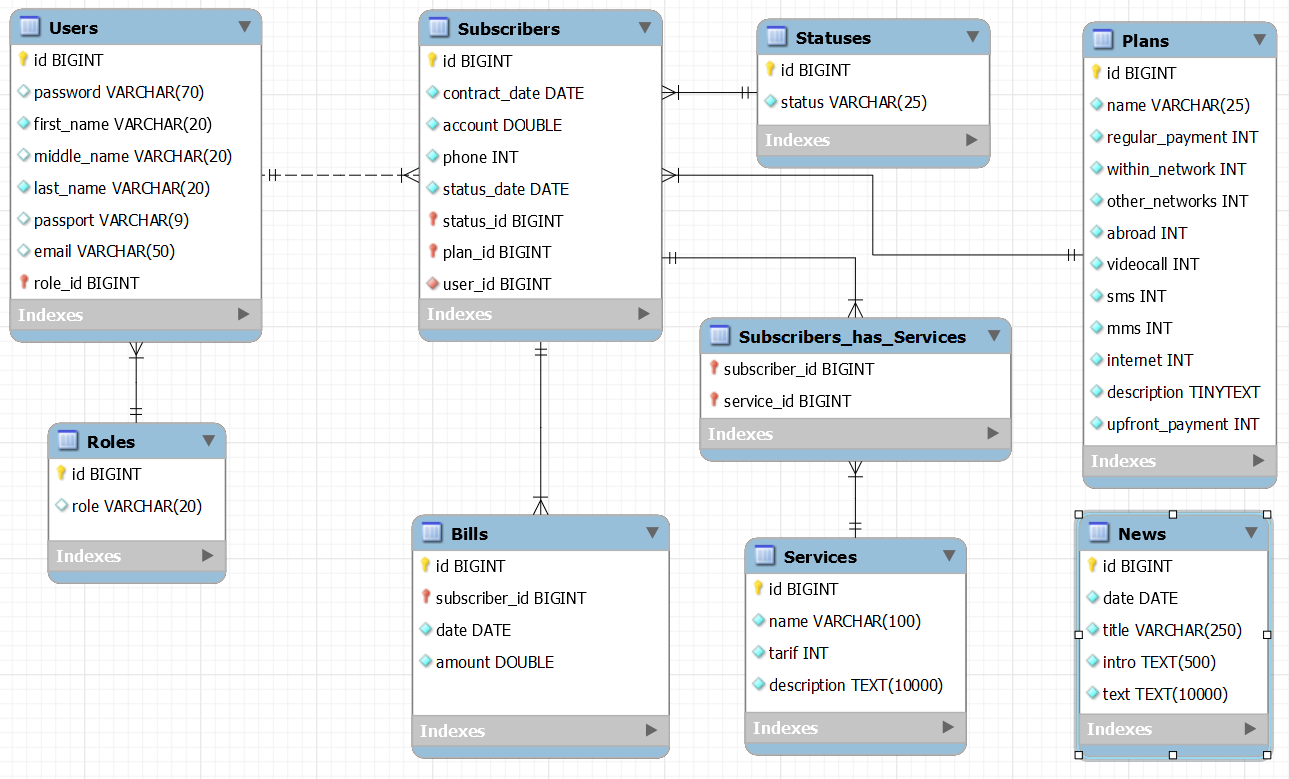 Users
id BIGINT
password VARCHAR(70)
first_name VARCHAR(20)
middle_name VARCHAR(20)
last_name VARCHAR(20)
passport VARCHAR(9)
email VARCHAR(50)
role_id BIGINT
Indexes
Subscribers
id BIGINT
contract_date DATE
account DOUBLE
phone INT
status_date DATE
status_id BIGINT
plan_id BIGINT
user_id BIGINT
Indexes
Statuses
id BIGINT
status VARCHAR(25)
Indexes
Plans
id BIGINT
name VARCHAR(25)
regular_payment INT
within_network INT
other_networks INT
abroad INT
videocall INT
sms INT
mms INT
internet INT
description TINYTEXT
upfront_payment INT
Indexes
Subscribers_has_Services
subscriber_id BIGINT
service_id BIGINT
Indexes
Roles
id BIGINT
role VARCHAR(20)
Indexes
Bills
id BIGINT
subscriber_id BIGINT
date DATE
amount DOUBLE
Indexes
Services
id BIGINT
name VARCHAR(100)
tarif INT
description TEXT(10000)
Indexes
News
id BIGINT
date DATE
title VARCHAR(250)
intro TEXT(500)
text TEXT(10000)
Indexes